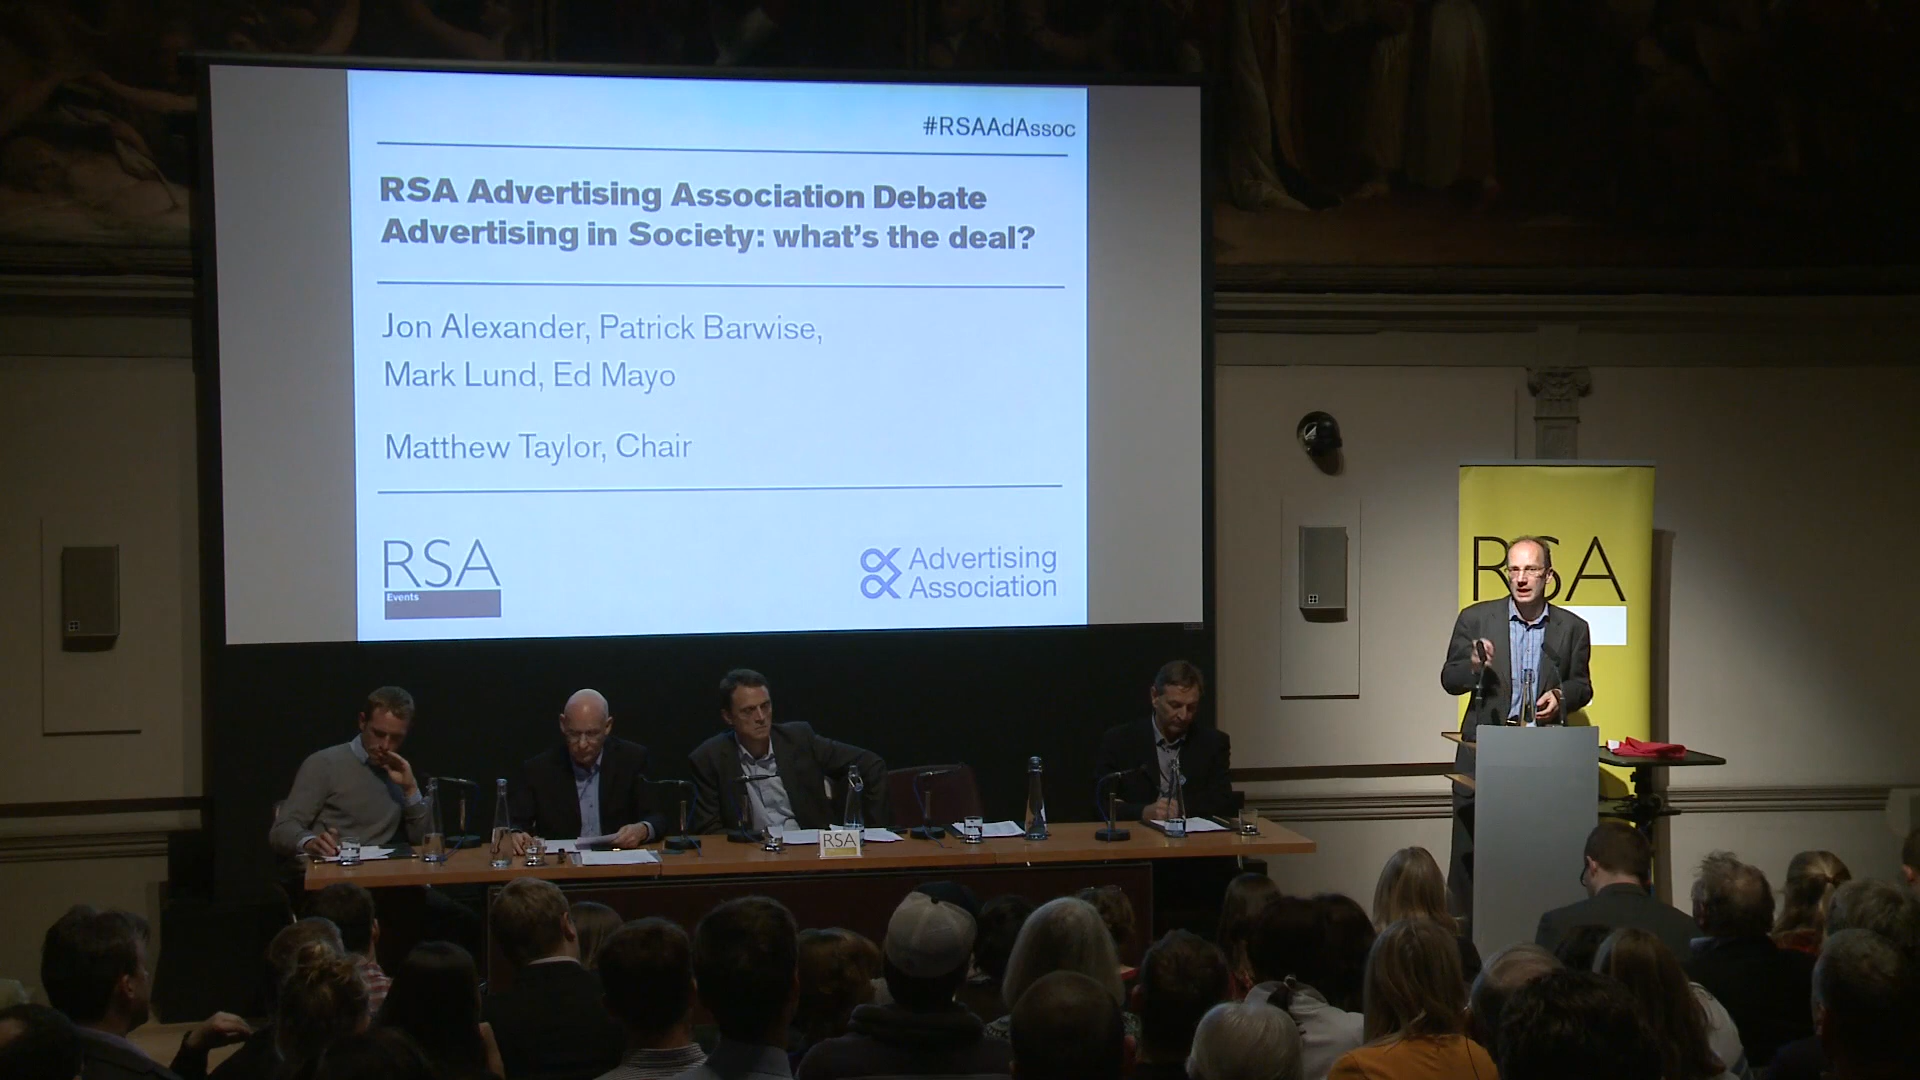 #RSAAdAssoc
RSA Advertising Association Debate
Advertising in Society: what's the deal?
Jon Alexander, Patrick Barwise,
Mark Lund, Ed Mayo
Matthew Taylor, Chair
RSA
Events
Advertising
Association
RSA
RSA